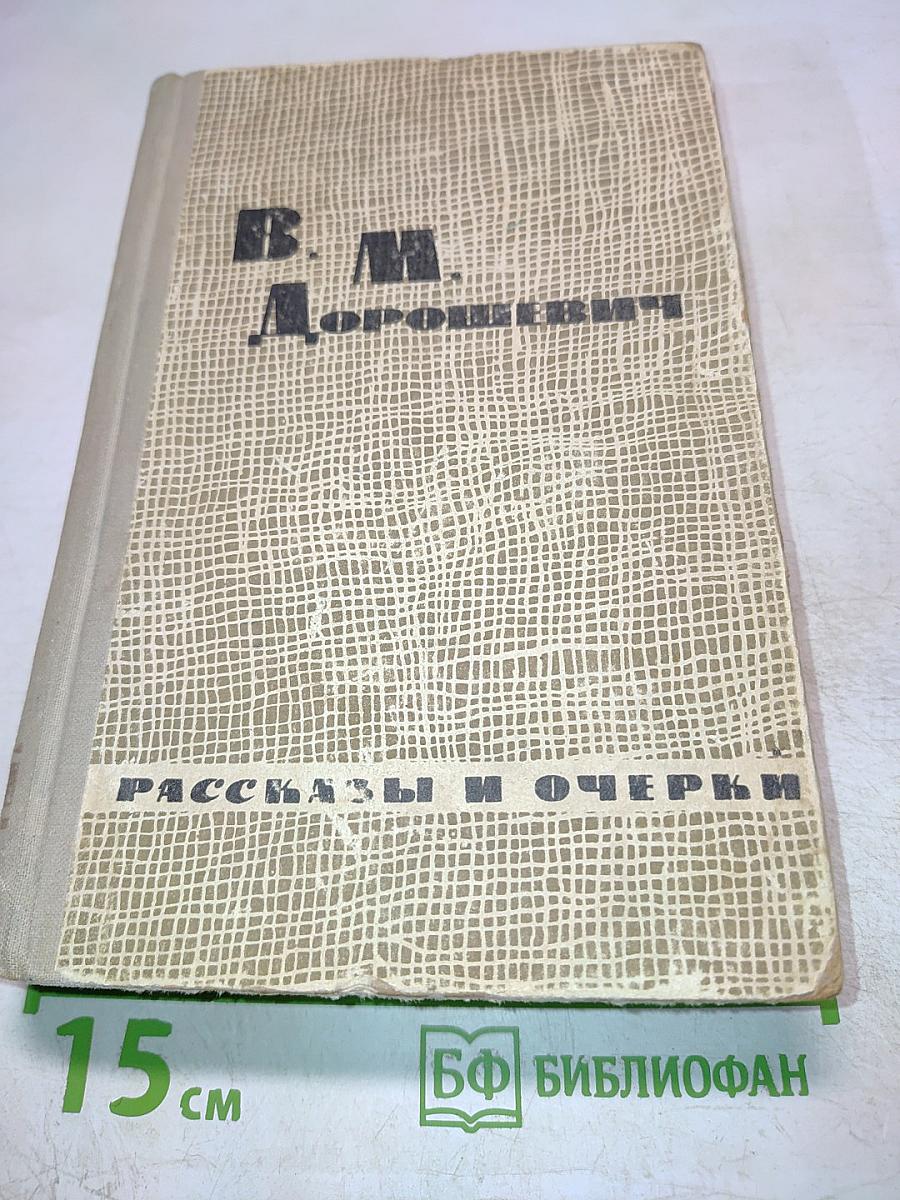 В. М.
Дорошевич
РАССКАЗЫ И ОЧЕРКИ
15 см
БФ БИБЛИОФАН